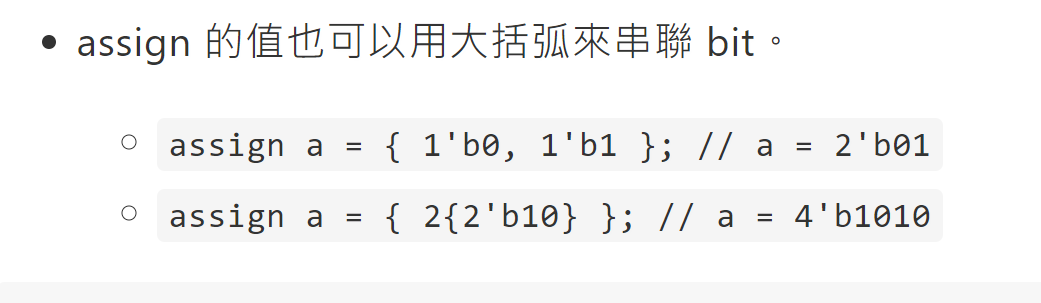 assign 的值也可以用大括弧來串聯 bit。
assign a = { 1'b0, 1'b1 }; // a = 2'b01
assign a = { 2{2'b10} }; // a = 4'b1010